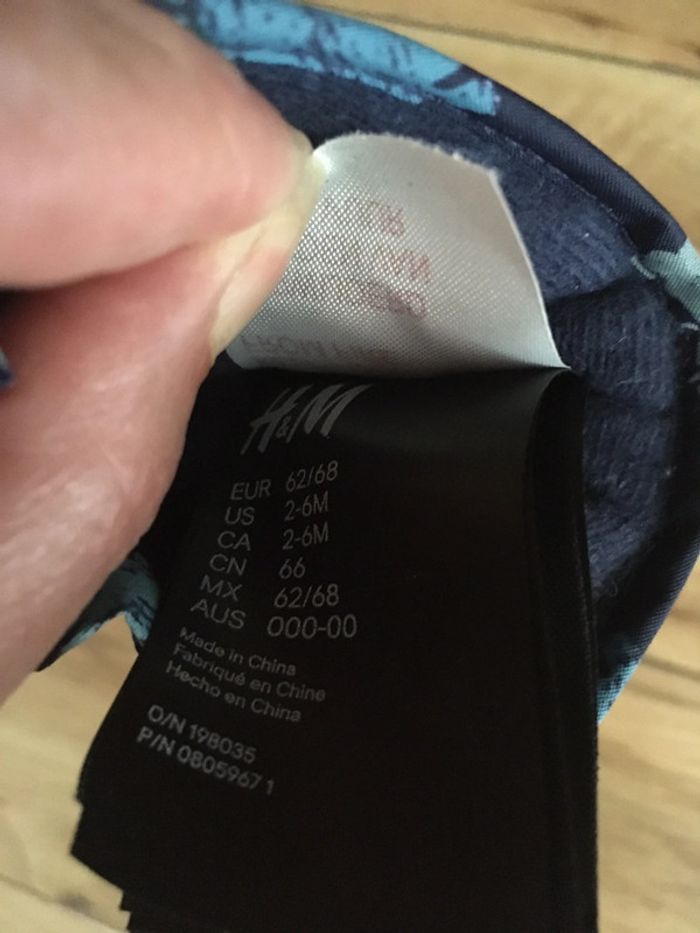 H&M
EUR 62/68
US 2-6M
CA 2-6M
CN 66
MX 62/68
AUS 000-00
Made in China
Fabriqué en Chine
Hecho en China
O/N 198035
P/N 08059671